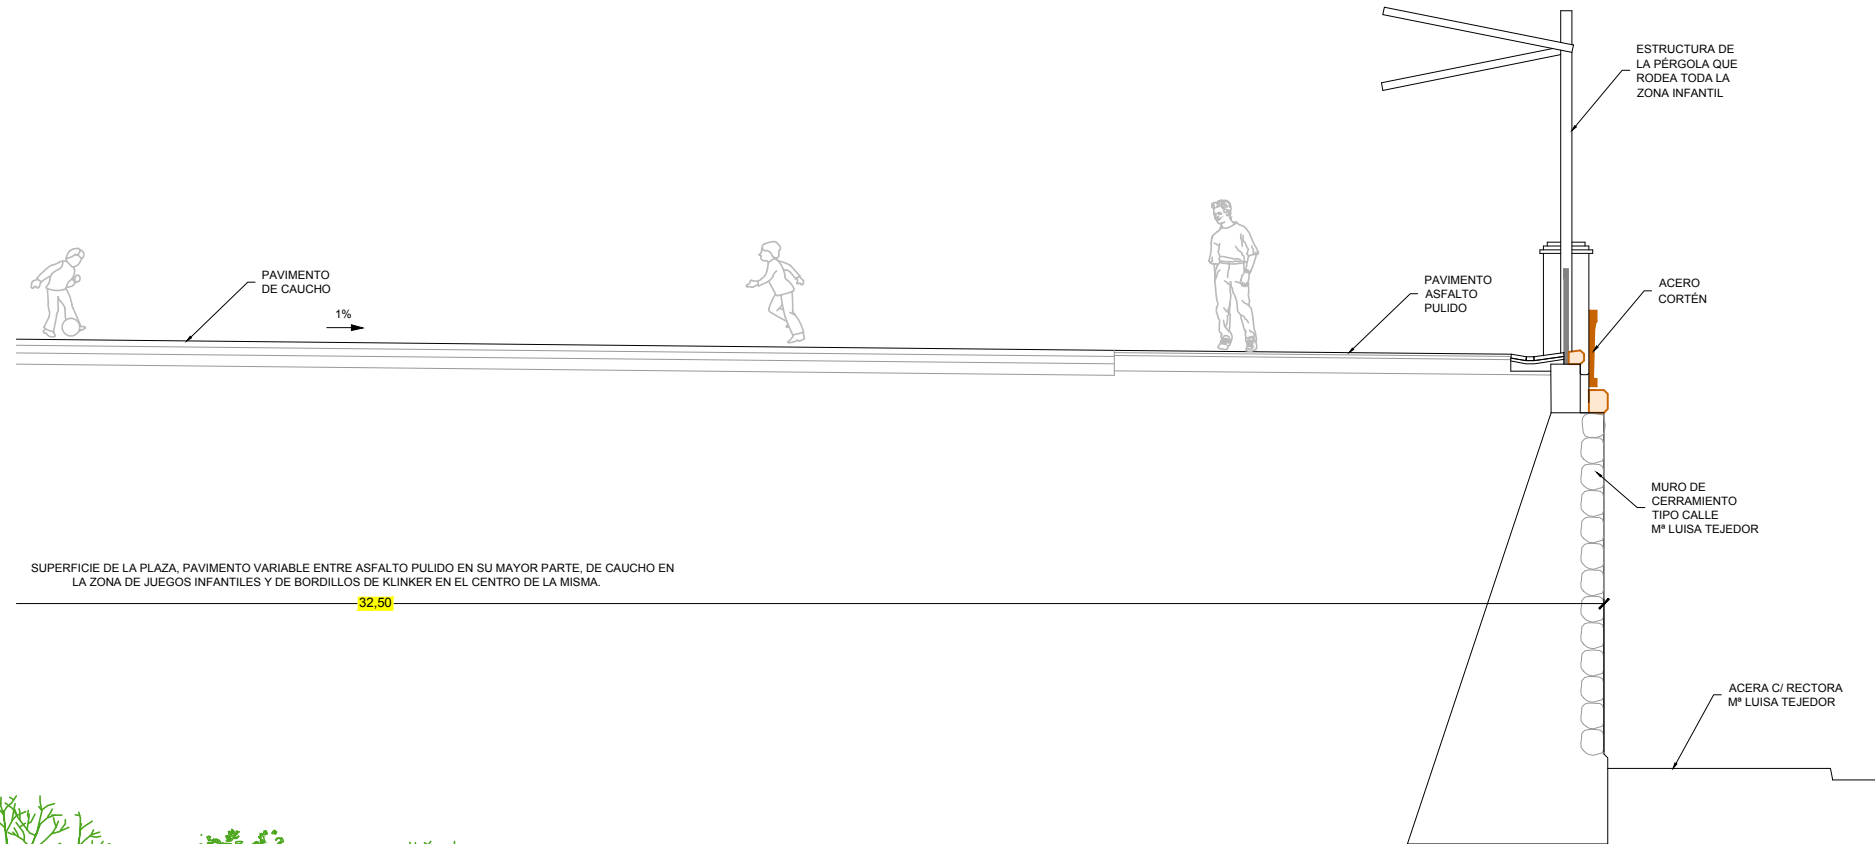 ESTRUCTURA DE
LA PÉRGOLA QUE
RODEA TODA LA
ZONA INFANTIL
PAVIMENTO
DE CAUCHO
1%
PAVIMENTO
ASFALTO
PULIDO
ACERO
CORTÉN
MURO DE
CERRAMIENTO
TIPO CALLE
Mª LUISA TEJEDOR
SUPERFICIE DE LA PLAZA, PAVIMENTO VARIABLE ENTRE ASFALTO PULIDO EN SU MAYOR PARTE, DE CAUCHO EN
LA ZONA DE JUEGOS INFANTILES Y DE BORDILLOS DE KLINKER EN EL CENTRO DE LA MISMA.
32,50
ACERA C/ RECTORA
Mª LUISA TEJEDOR